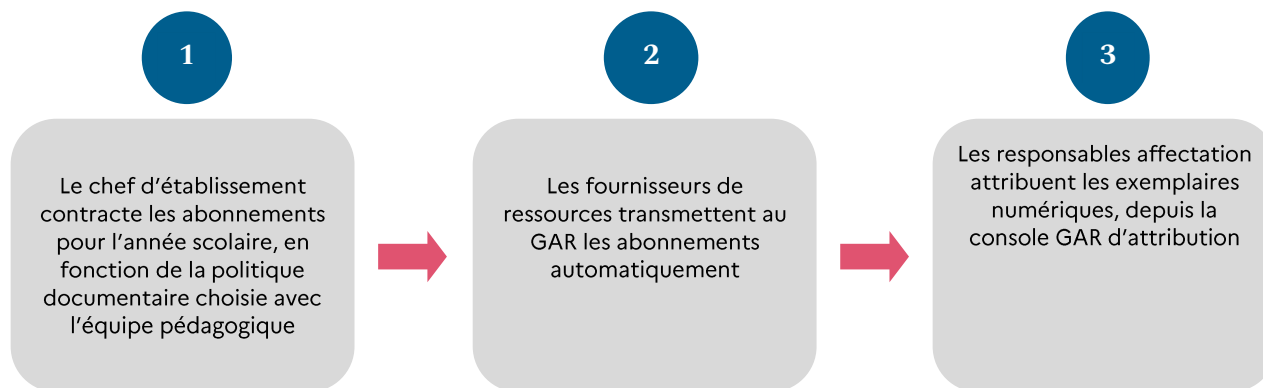 1
Le chef d’établissement
contracte les abonnements
pour l’année scolaire, en
fonction de la politique
documentaire choisie avec
l’équipe pédagogique
2
Les fournisseurs de
ressources transmettent au
GAR les abonnements
automatiquement
3
Les responsables affectation
attribuent les exemplaires
numériques, depuis la
console GAR d’attribution